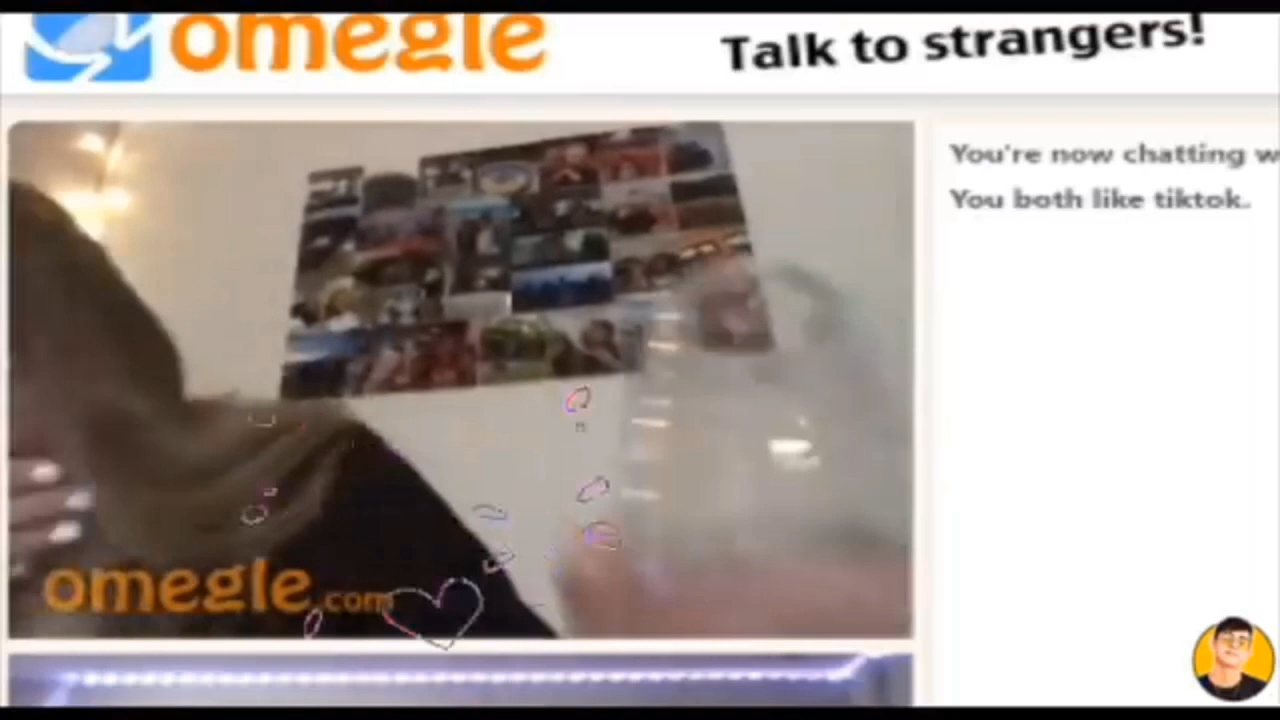 omegle
Talk to strangers!
You're now chatting w
You both like tiktok.
omegle.com